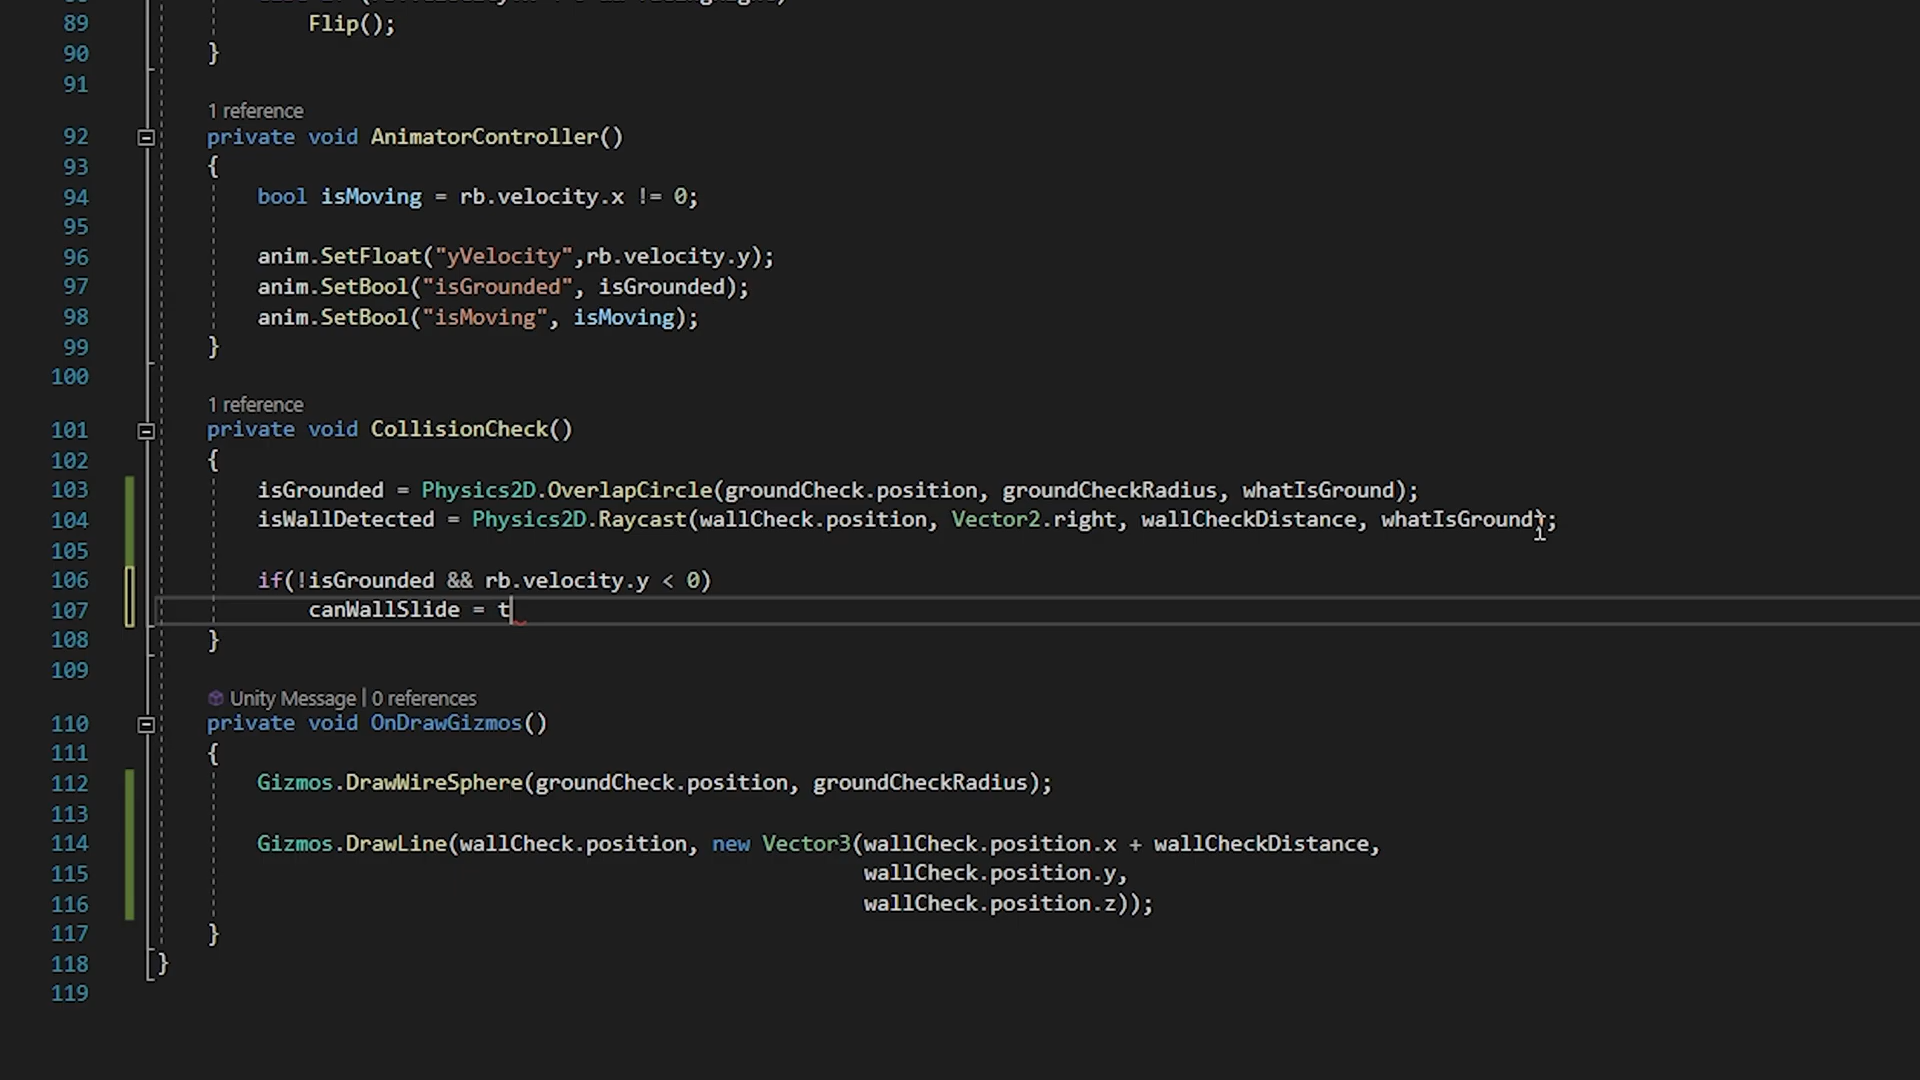 89 Flip();
90 }
91
1 reference
92 private void AnimatorController()
93 {
94 bool isMoving = rb.velocity.x != 0;
95
96 anim.SetFloat("yVelocity",rb.velocity.y);
97 anim.SetBool("isGrounded", isGrounded);
98 anim.SetBool("isMoving", isMoving);
99 }
100
1 reference
101 private void CollisionCheck()
102 {
103 isGrounded = Physics2D.OverlapCircle(groundCheck.position, groundCheckRadius, whatIsGround);
104 isWallDetected = Physics2D.Raycast(wallCheck.position, Vector2.right, wallCheckDistance, whatIsGround);
105
106 if(!isGrounded && rb.velocity.y < 0)
107 canWallSlide = t
108 }
109
Unity Message | 0 references
110 private void OnDrawGizmos()
111 {
112 Gizmos.DrawWireSphere(groundCheck.position, groundCheckRadius);
113
114 Gizmos.DrawLine(wallCheck.position, new Vector3(wallCheck.position.x + wallCheckDistance,
115 wallCheck.position.y,
116 wallCheck.position.z));
117 }
118 }
119